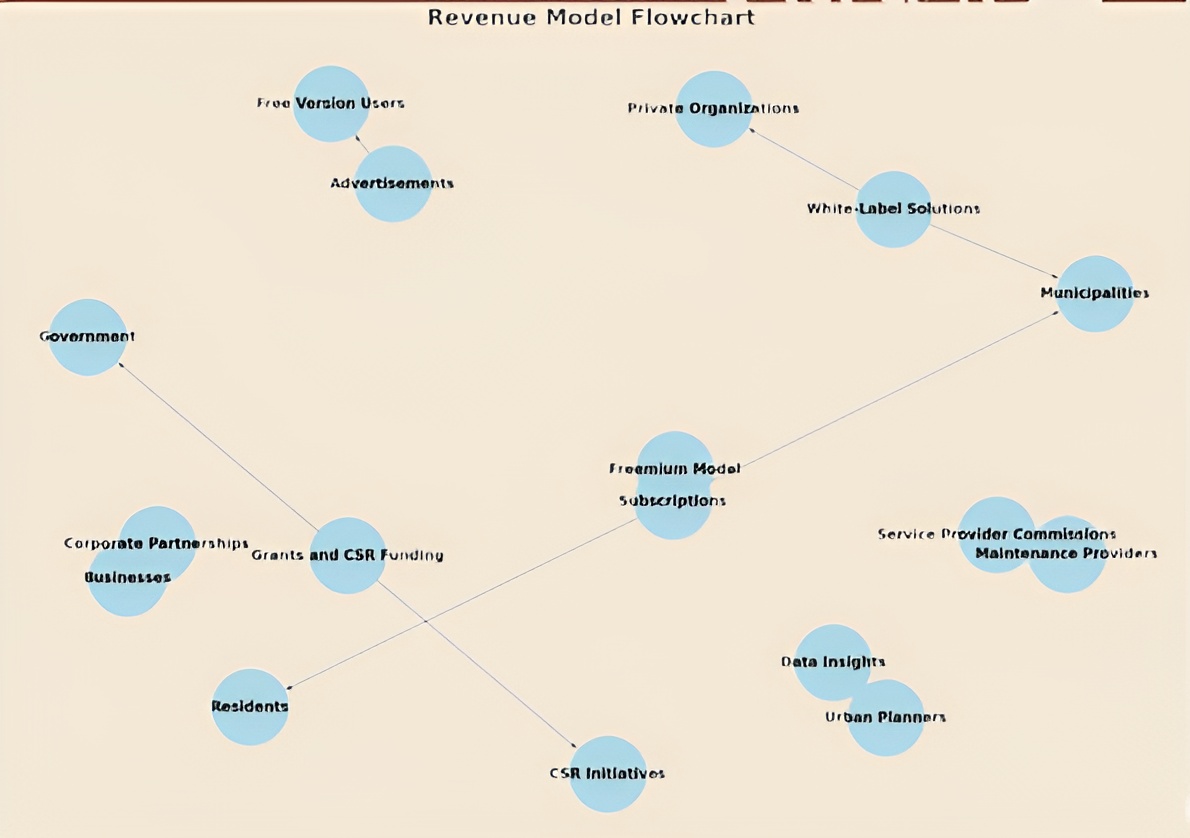 Revenue Model Flowchart
Free Version Users
Private Organizations
Advertisements
White-Label Solutions
Municipalities
Government
Freemium Model
Subscriptions
Service Provider Commissions
Corporate Partnerships
Grants and CSR Funding
Maintenance Providers
Businesses
Data Insights
Residents
Urban Planners
CSR Initiatives